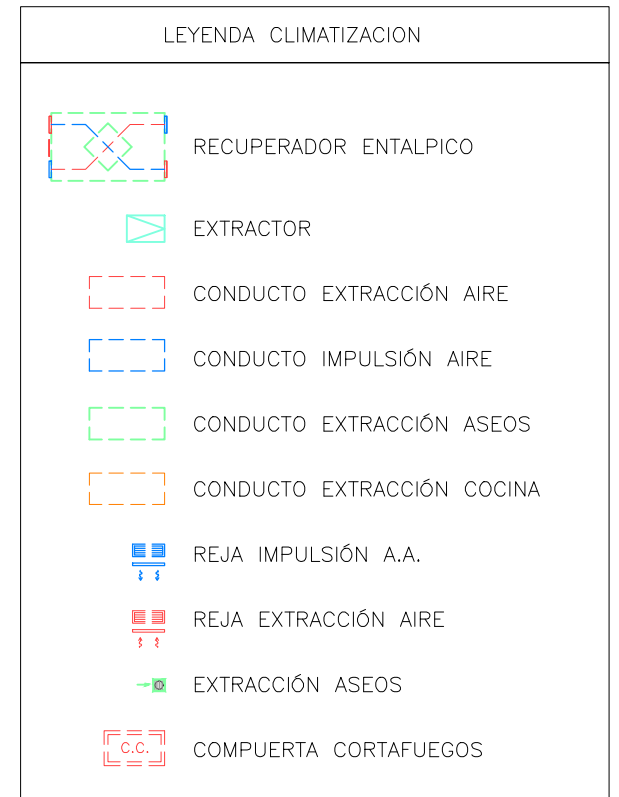 LEYENDA CLIMATIZACION
RECUPERADOR ENTALPICO
EXTRACTOR
CONDUCTO EXTRACCIÓN AIRE
CONDUCTO IMPULSIÓN AIRE
CONDUCTO EXTRACCIÓN ASEOS
CONDUCTO EXTRACCIÓN COCINA
REJA IMPULSIÓN A.A.
REJA EXTRACCIÓN AIRE
EXTRACCIÓN ASEOS
C.C. COMPUERTA CORTAFUEGOS